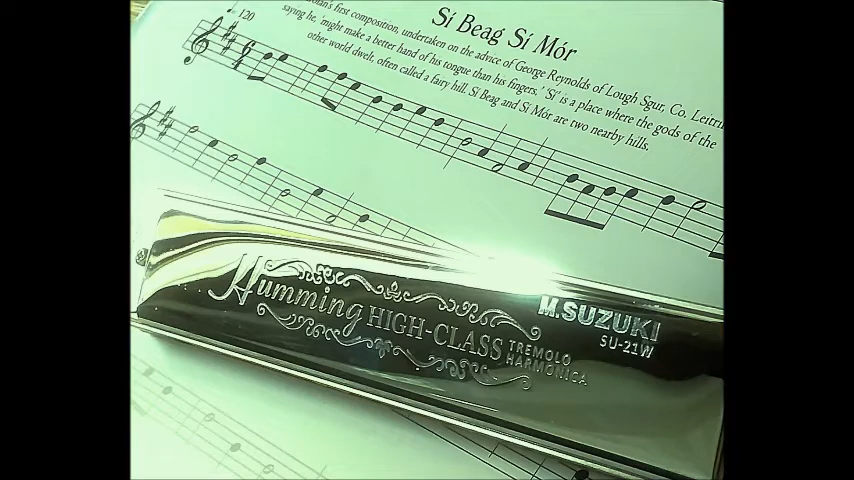 Sí Beag Sí Mór
first composition, undertaken on the advice of George Reynolds of Lough Sgur, Co.
saying he, 'might make a better hand of his tongue than his fingers.' 'Sí' is a place where the gods of the
other world dwelt, often called a fairy hill. Sí Beag and Sí Mór are two nearby hills.
120
Humming HIGH-CLASS TREMOLO HARMONICA
M.SUZUKI
SU-21W